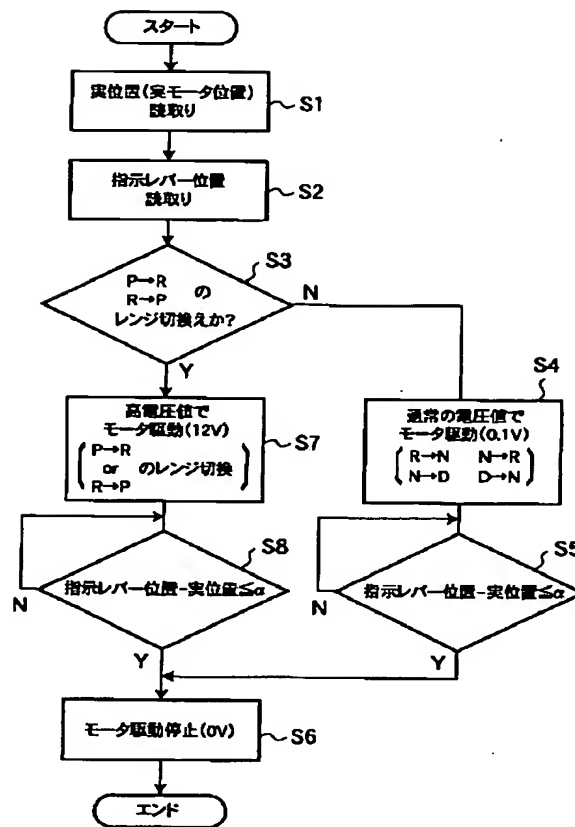 スタート
実位置(実モータ位置)
読取り
S1
指示レバー位置
読取り
S2
S3
P→R
R→P
の
レンジ切換えか?
N
Y
高電圧値で
モータ駆動(12V)
P→R
or のレンジ切換
R→P
S7
S4
通常の電圧値で
モータ駆動(0.1V)
R→N N→R
N→D D→N
S8
指示レバー位置-実位置≦α
N
Y
S5
指示レバー位置-実位置≦α
N
Y
モータ駆動停止(0V)
S6
エンド